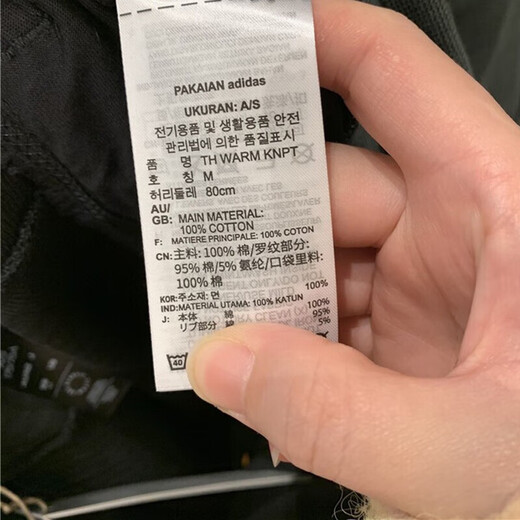 PAKAIAN adidas
UKURAN: A/S
전기용품 및 생활용품 안전
관리법에 의한 품질표시
품 명 TH WARM KNPT
호 칭 M
허리둘레 80cm
AU/
GB: MAIN MATERIAL:
100% COTTON
F: MATIERE PRINCIPALE: 100% COTON
CN: 主料: 100% 棉/罗纹部分:
95% 棉/5% 氨纶/口袋里料:
100% 棉
KOR: 주소재: 면 100%
IND: MATERIAL UTAMA: 100% KATUN
J: 本体 綿 100%
リブ部分 綿 95%
5%
40